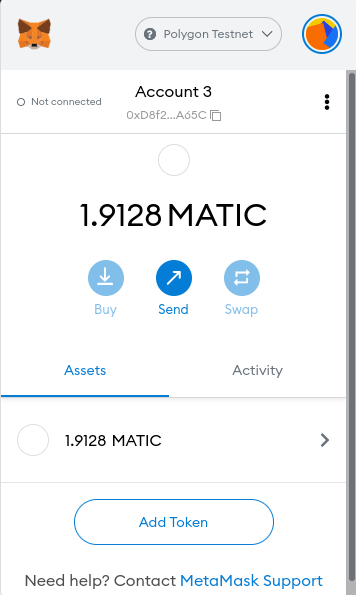 Polygon Testnet
Not connected
Account 3
0xD8f2...A65C
1.9128 MATIC
Buy
Send
Swap
Assets
Activity
1.9128 MATIC
Add Token
Need help? Contact MetaMask Support